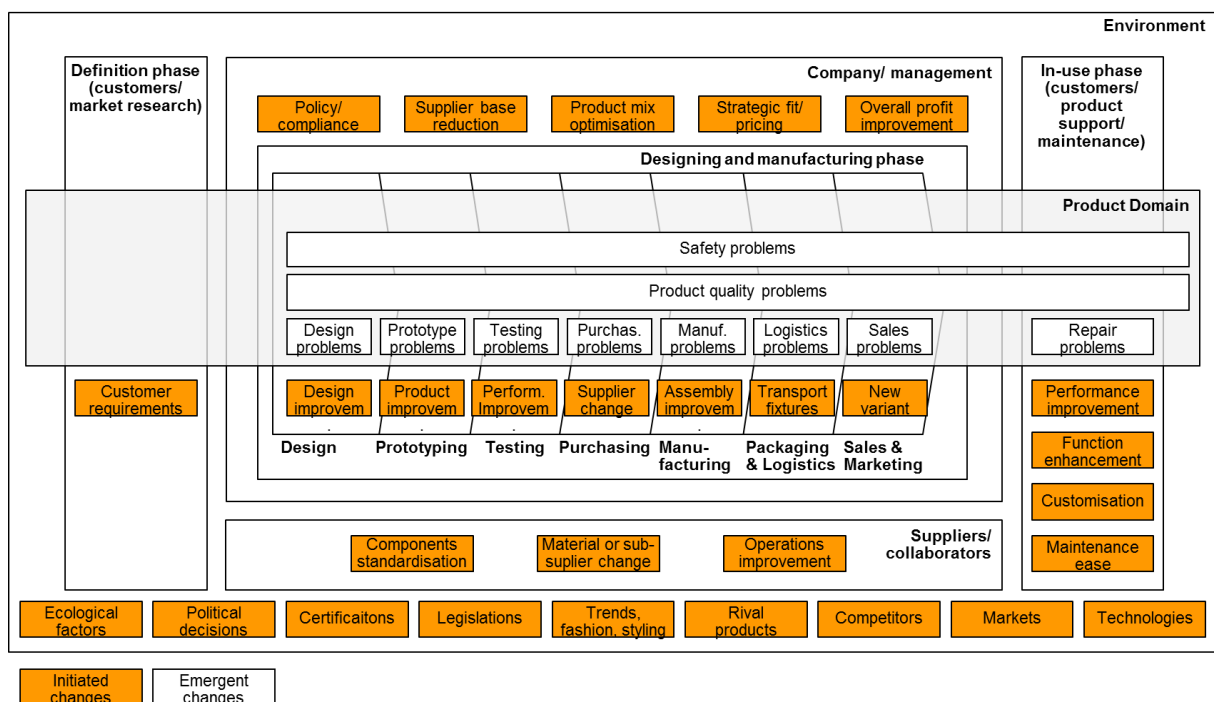 Environment
Definition phase
(customers/
market research)
Company/ management
In-use phase
(customers/
product
support/
maintenance)
Policy/
compliance
Supplier base
reduction
Product mix
optimisation
Strategic fit/
pricing
Overall profit
improvement
Designing and manufacturing phase
Product Domain
Safety problems
Product quality problems
Design
problems
Prototype
problems
Testing
problems
Purchas.
problems
Manuf.
problems
Logistics
problems
Sales
problems
Repair
problems
Customer
requirements
Design
improvem
.
Product
improvem
.
Perform.
Improvem
.
Supplier
change
Assembly
improvem
.
Transport
fixtures
New
variant
Performance
improvement
Design
Prototyping
Testing
Purchasing
Manu-
facturing
Packaging
& Logistics
Sales &
Marketing
Function
enhancement
Customisation
Maintenance
ease
Suppliers/
collaborators
Components
standardisation
Material or sub-
suplier change
Operations
improvement
Ecological
factors
Political
decisions
Certificaitons
Legislations
Trends,
fashion, styling
Rival
products
Competitors
Markets
Technologies
Initiated
changes
Emergent
changes